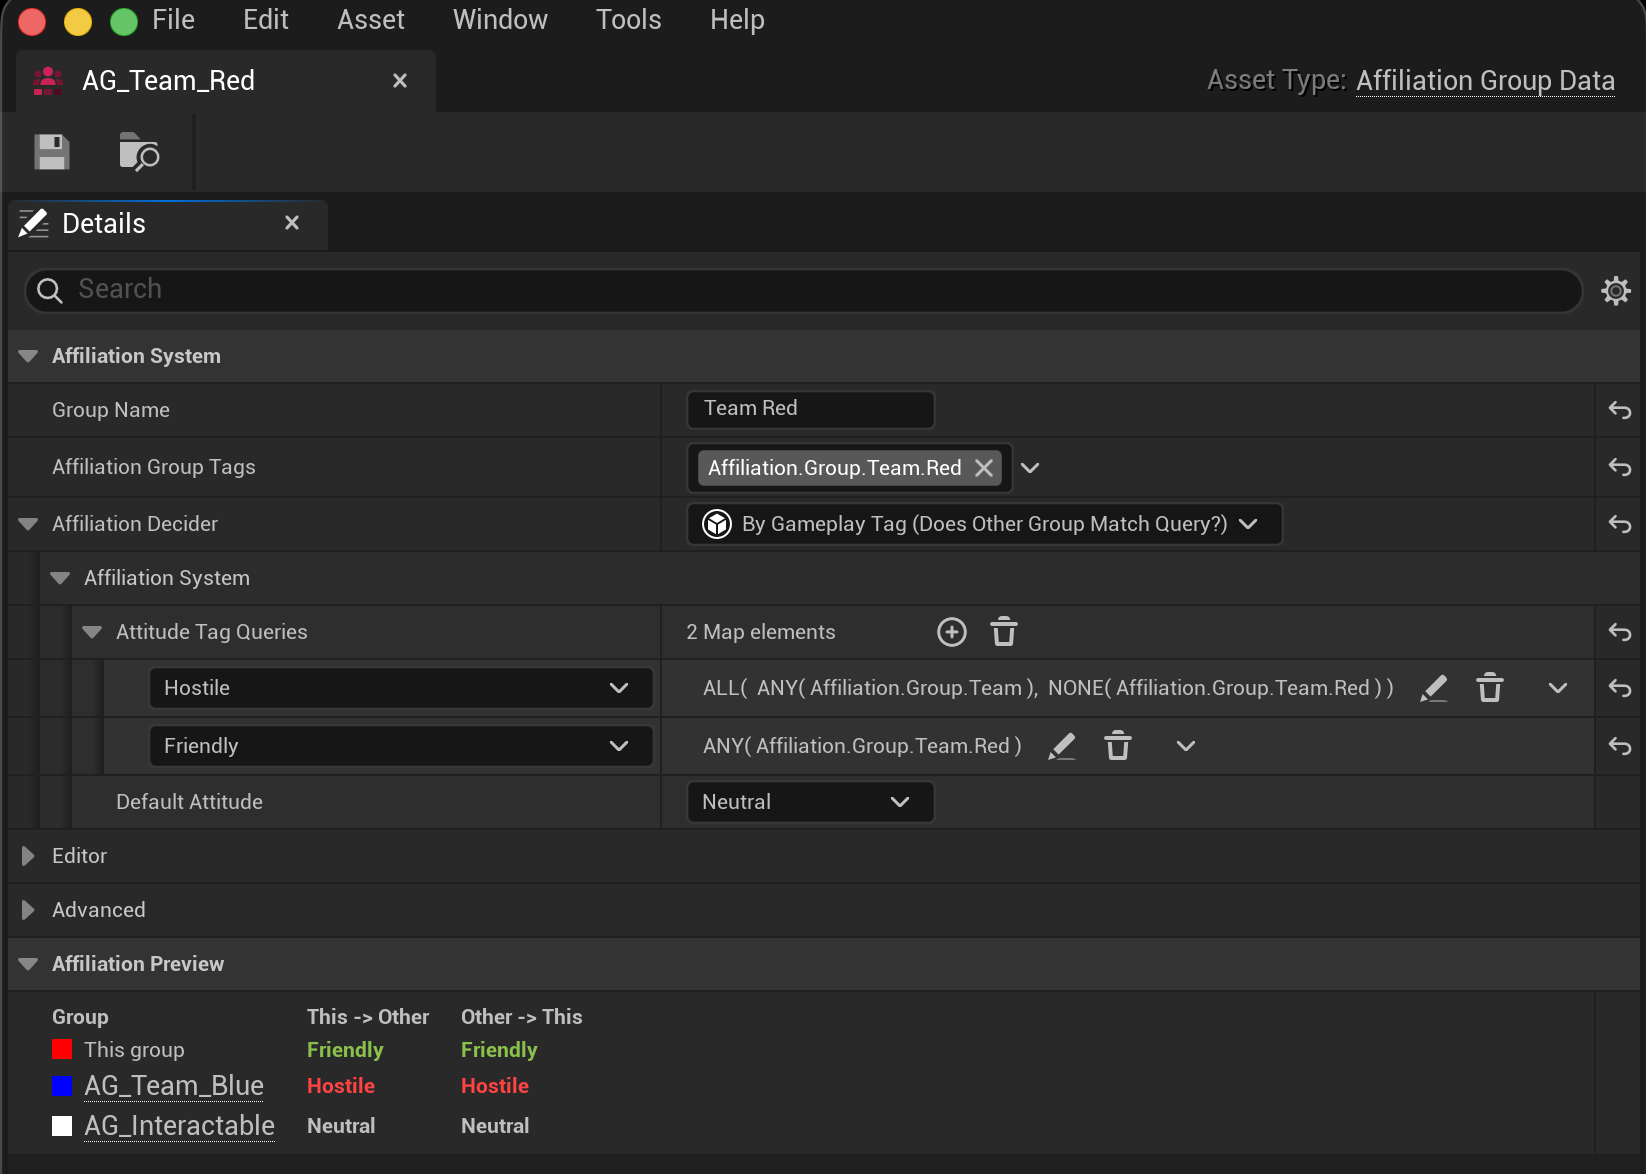 File Edit Asset Window Tools Help
AG_Team_Red
Asset Type: Affiliation Group Data
Details
Search
Affiliation System
Group Name Team Red
Affiliation Group Tags Affiliation.Group.Team.Red
Affiliation Decider By Gameplay Tag (Does Other Group Match Query?)
Affiliation System
Attitude Tag Queries 2 Map elements
Hostile ALL( ANY( Affiliation.Group.Team ), NONE( Affiliation.Group.Team.Red ) )
Friendly ANY( Affiliation.Group.Team.Red )
Default Attitude Neutral
Editor
Advanced
Affiliation Preview
Group This -> Other Other -> This
This group Friendly Friendly
AG_Team_Blue Hostile Hostile
AG_Interactable Neutral Neutral